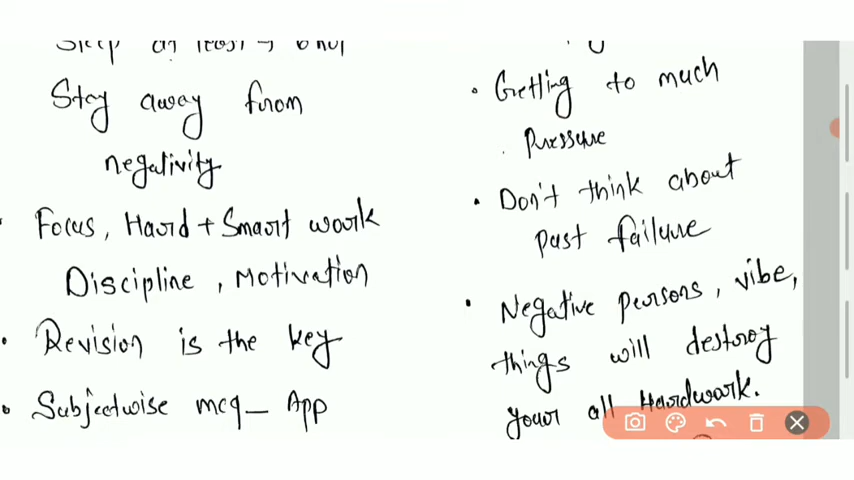 Stay away from
negativity
Focus, Hard + Smart work
Discipline, Motivation
Revision is the key
Subjectwise mcq - App
Getting to much
Pressure
Don't think about
Past failure
Negative persons, vibe,
things will destroy
your all Hardwork.